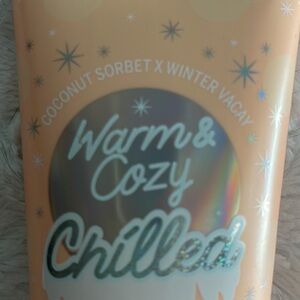 COCONUT SORBET X WINTER VACAY
Warm &
Cozy
Chilled